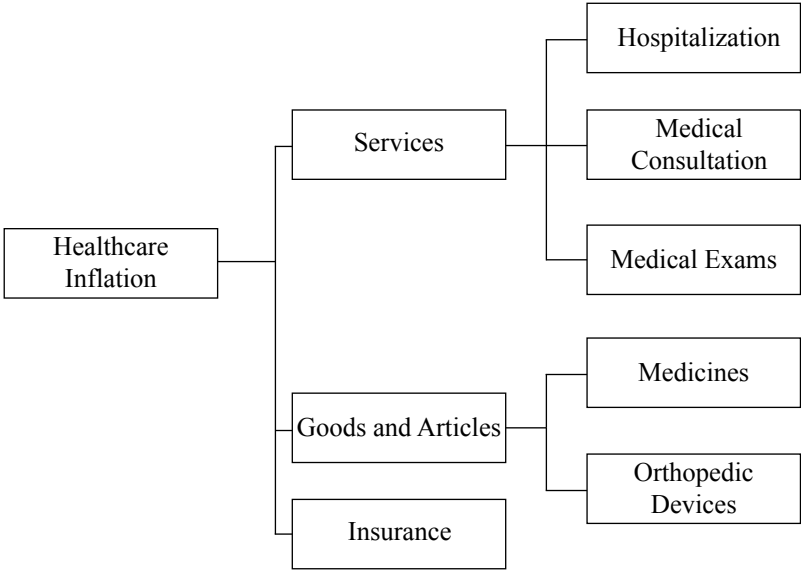 Healthcare
Inflation
Services
Hospitalization
Medical
Consultation
Medical Exams
Goods and Articles
Medicines
Orthopedic
Devices
Insurance